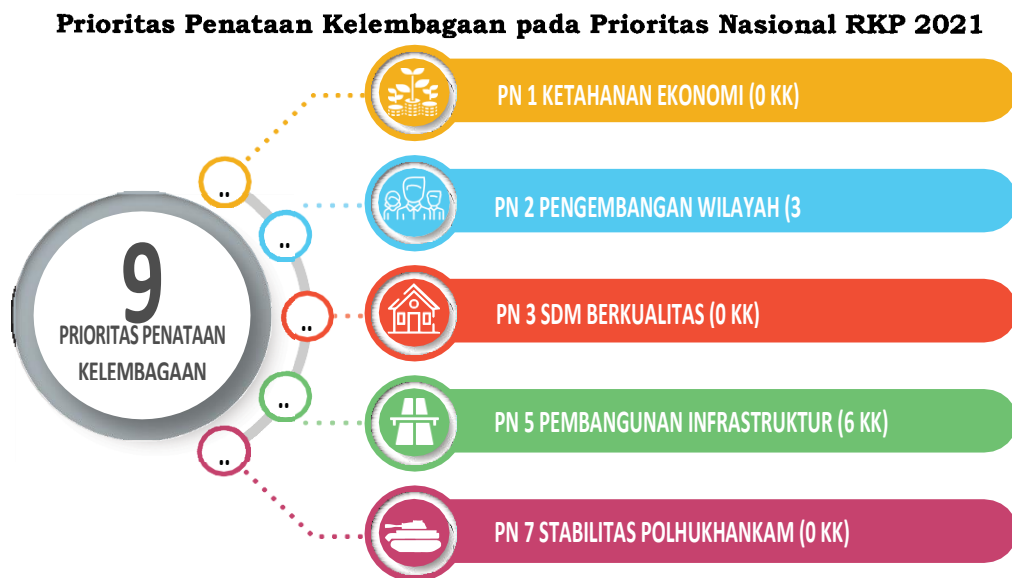 Prioritas Penataan Kelembagaan pada Prioritas Nasional RKP 2021
PN 1 KETAHANAN EKONOMI (0 KK)
..
PN 2 PENGEMBANGAN WILAYAH (3
..
9
PRIORITAS PENATAAN
KELEMBAGAAN
PN 3 SDM BERKUALITAS (0 KK)
..
PN 5 PEMBANGUNAN INFRASTRUKTUR (6 KK)
..
PN 7 STABILITAS POLHUKHANKAM (0 KK)
..